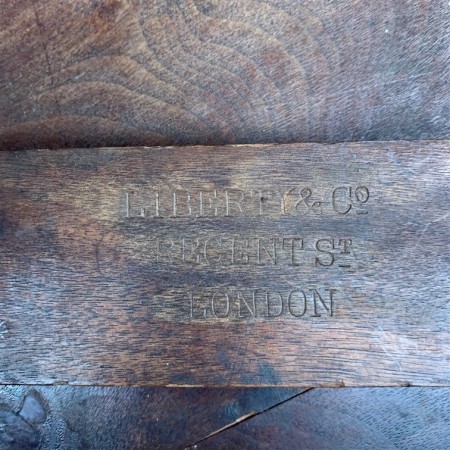 LIBERTY & Cº
REGENT ST
LONDON